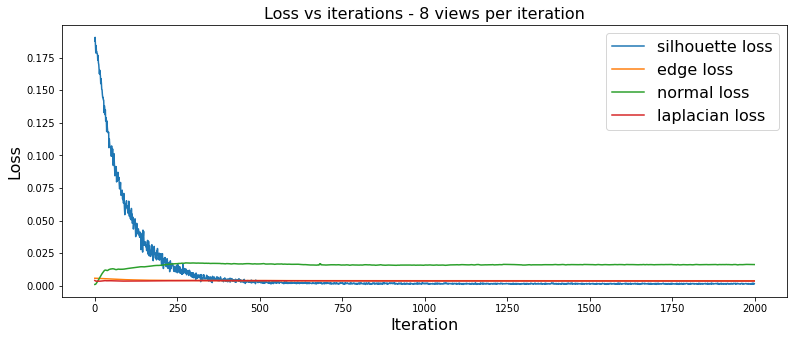 Loss vs iterations - 8 views per iteration
silhouette loss
edge loss
normal loss
laplacian loss
Loss
0.175
0.150
0.125
0.100
0.075
0.050
0.025
0.000
0 250 500 750 1000 1250 1500 1750 2000
Iteration